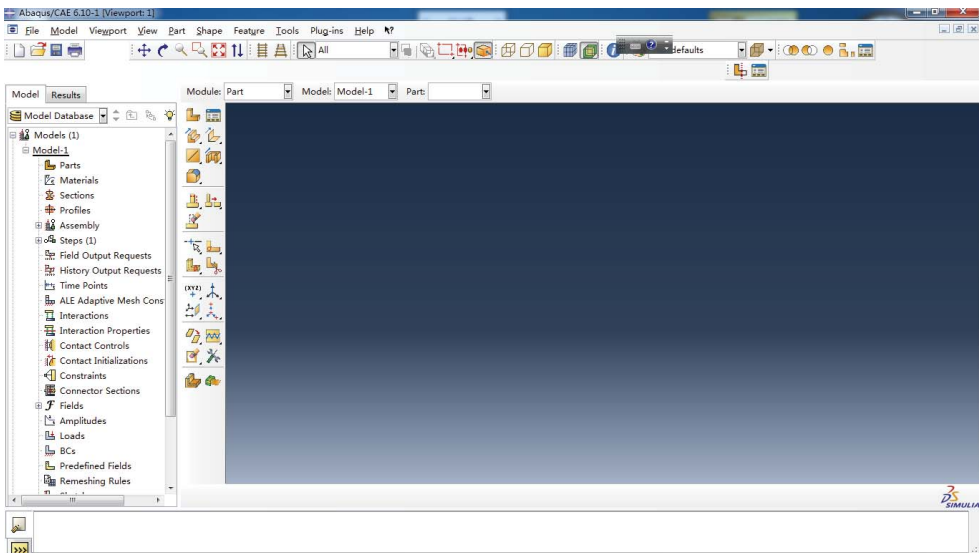 Abaqus/CAE 6.10-1 [Viewport: 1]
File Model Viewport View Part Shape Feature Tools Plug-ins Help
All
defaults
Model Results
Module: Part Model: Model-1 Part:
Model Database
Models (1)
Model-1
Parts
Materials
Sections
Profiles
Assembly
Steps (1)
Field Output Requests
History Output Requests
Time Points
ALE Adaptive Mesh Cons
Interactions
Interaction Properties
Contact Controls
Contact Initializations
Constraints
Connector Sections
Fields
Amplitudes
Loads
BCs
Predefined Fields
Remeshing Rules
(XYZ)
SIMULIA
>>>